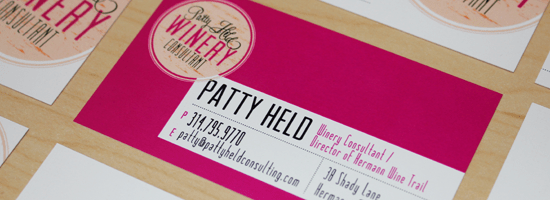 Patty Held
WINERY
CONSULTANT
PATTY HELD
Winery Consultant /
Director of Hermann Wine Trail
P 314.795.9770
E patty@pattyheldconsulting.com
38 Shady Lane
WINERY
CONSULTANT